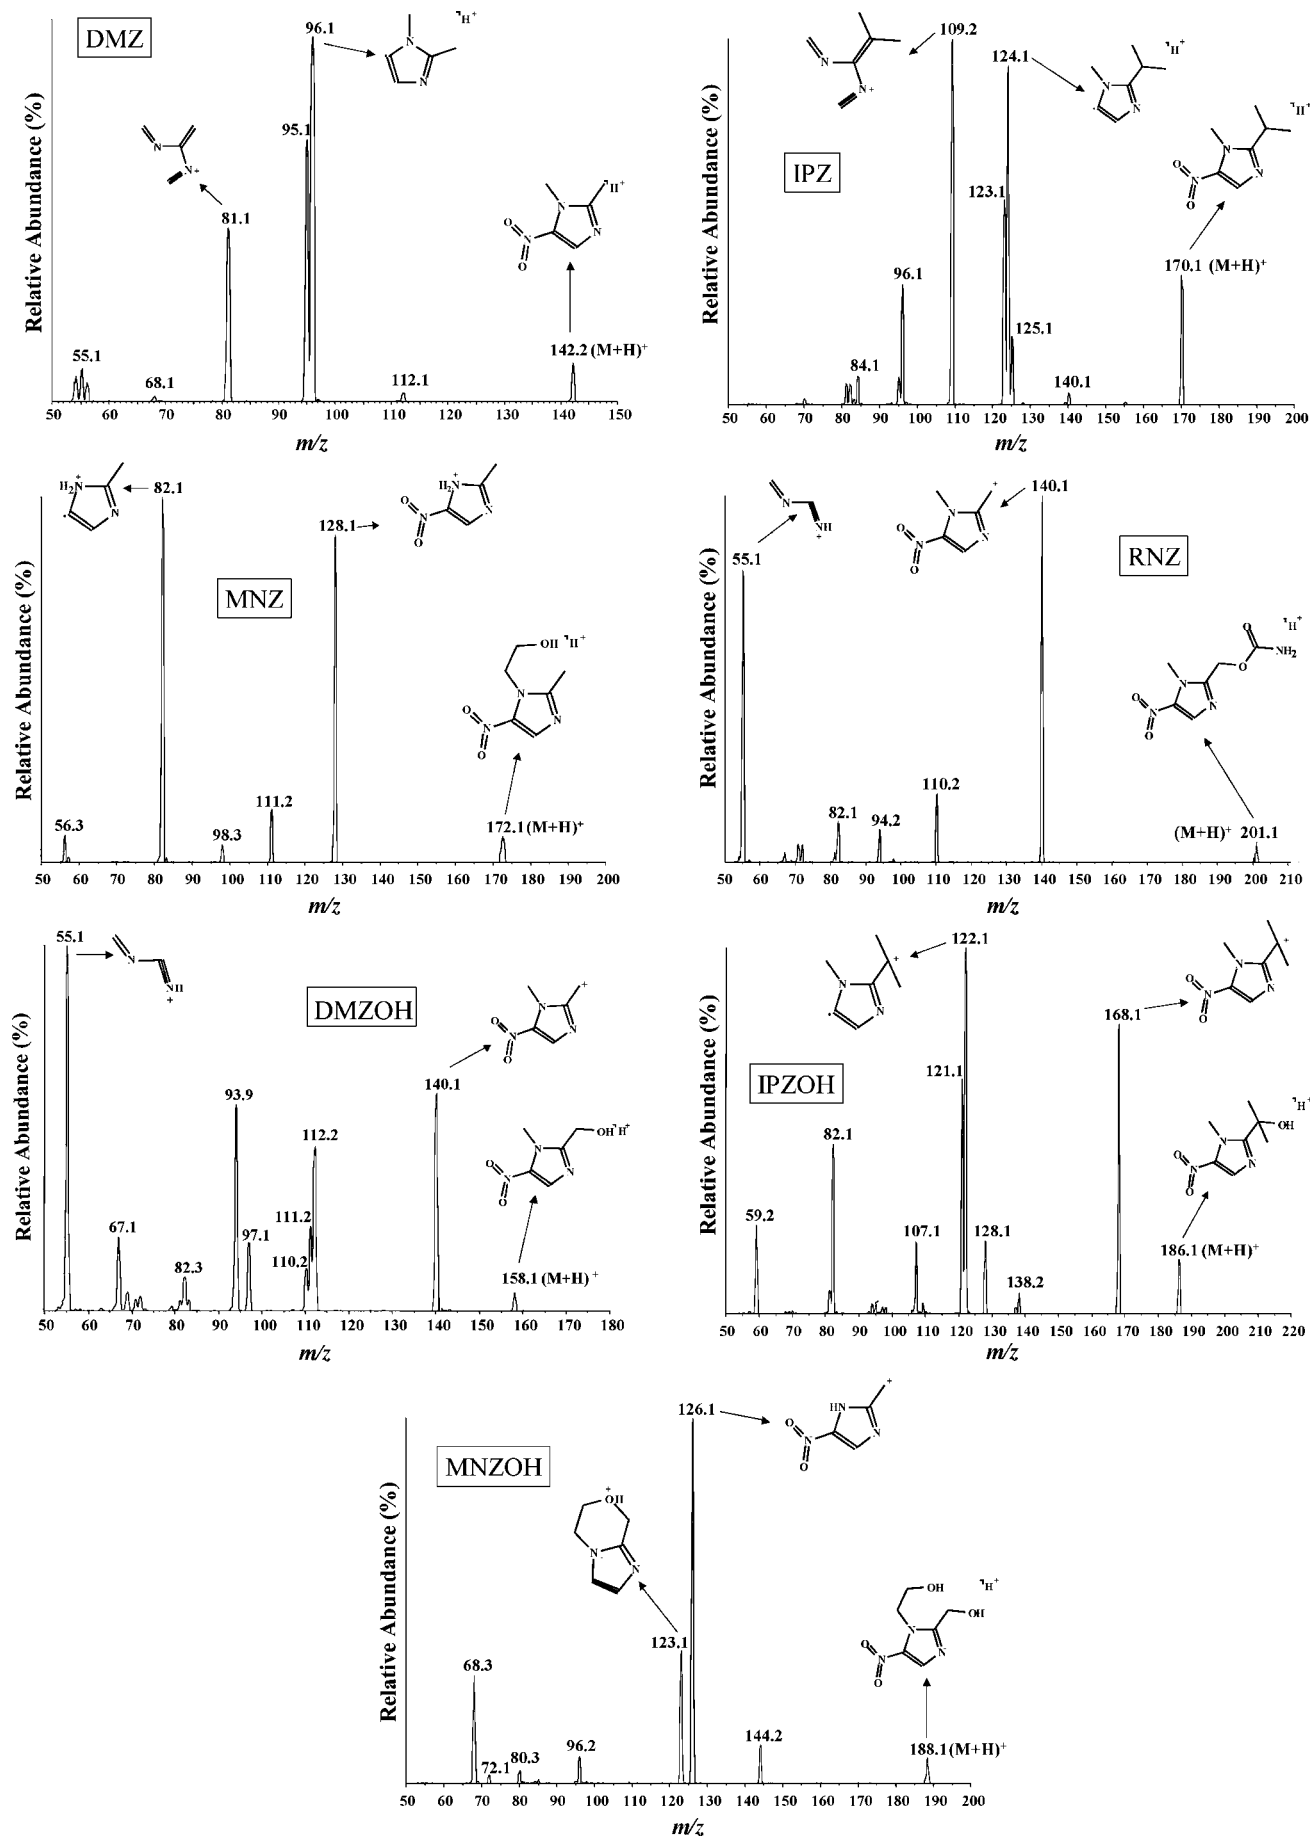 DMZ
Relative Abundance (%)
96.1
95.1
81.1
55.1
68.1
112.1
142.2 (M+H)+
N
N
N+
N
N
H+
N
N
N
O
O
H+
50 60 70 80 90 100 110 120 130 140 150
m/z
IPZ
Relative Abundance (%)
109.2
124.1
123.1
125.1
96.1
84.1
140.1
170.1 (M+H)+
N
N+
N
N
H+
N
N
N
O
O
H+
50 60 70 80 90 100 110 120 130 140 150 160 170 180 190 200
m/z
MNZ
Relative Abundance (%)
82.1
128.1
56.3
98.3
111.2
172.1 (M+H)+
H2N+
N
H2N+
N
N
O
O
OH H+
N
N
N
O
O
50 60 70 80 90 100 110 120 130 140 150 160 170 180 190 200
m/z
RNZ
Relative Abundance (%)
140.1
55.1
82.1
94.2
110.2
(M+H)+ 201.1
N
NH
+
+
N
N
N
O
O
O
NH2
O
H+
N
N
N
O
O
50 60 70 80 90 100 110 120 130 140 150 160 170 180 190 200 210
m/z
DMZOH
Relative Abundance (%)
55.1
67.1
82.3
93.9
97.1
110.2
111.2
112.2
140.1
158.1 (M+H)+
N
NH
+
+
N
N
N
O
O
OH H+
N
N
N
O
O
50 60 70 80 90 100 110 120 130 140 150 160 170 180
m/z
IPZOH
Relative Abundance (%)
122.1
121.1
168.1
82.1
59.2
107.1
128.1
138.2
186.1 (M+H)+
+
N
N
+
N
N
N
O
O
OH
H+
N
N
N
O
O
50 60 70 80 90 100 110 120 130 140 150 160 170 180 190 200 210 220
m/z
MNZOH
Relative Abundance (%)
126.1
123.1
68.3
72.1
80.3
96.2
144.2
188.1 (M+H)+
+
OH
N
N
+
HN
N
N
O
O
OH
OH
H+
N
N
N
O
O
50 60 70 80 90 100 110 120 130 140 150 160 170 180 190 200
m/z